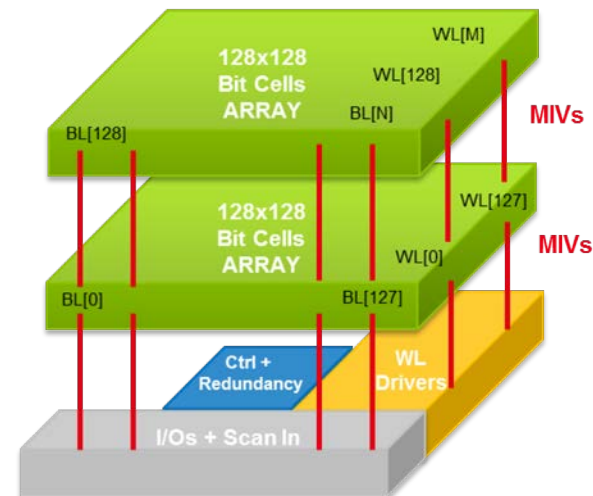 WL[M]
128x128
Bit Cells
ARRAY
WL[128]
BL[N]
BL[128]
MIVs
128x128
Bit Cells
ARRAY
WL[127]
WL[0]
MIVs
BL[0]
BL[127]
Ctrl +
Redundancy
WL
Drivers
I/Os + Scan In